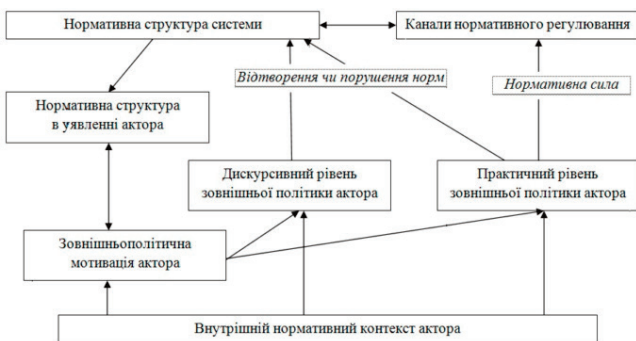 Нормативна структура системи
Канали нормативного регулювання
Відтворення чи порушення норм
Нормативна сила
Нормативна структура
в уявленні актора
Дискурсивний рівень
зовнішньої політики актора
Практичний рівень
зовнішньої політики актора
Зовнішньополітична
мотивація актора
Внутрішній нормативний контекст актора